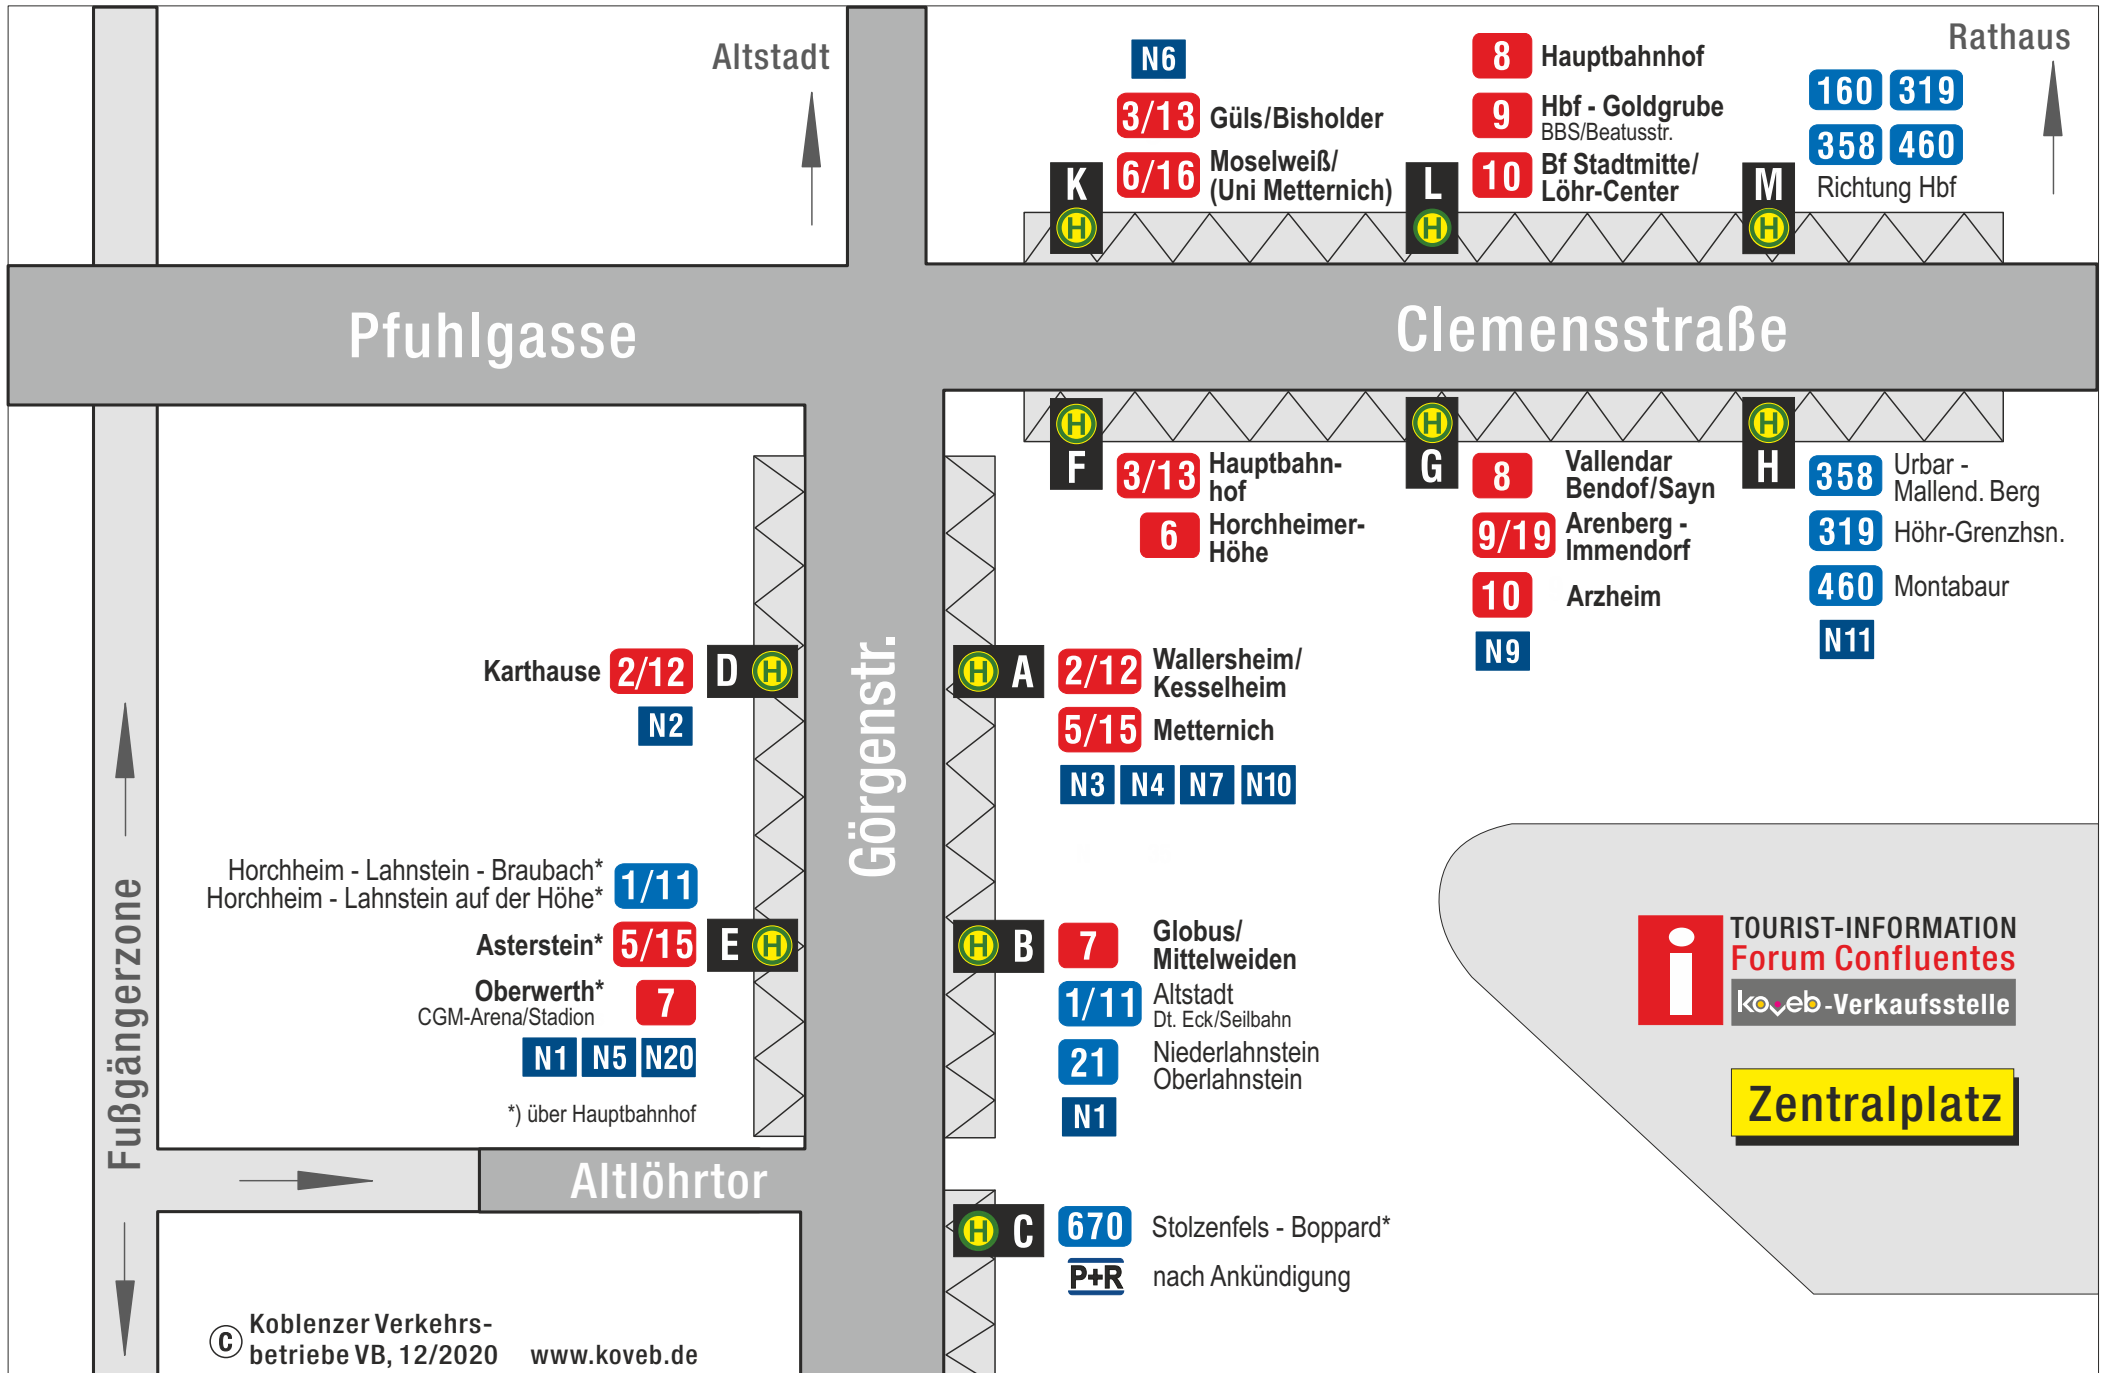 Altstadt
Rathaus
N6
3/13 Güls/Bisholder
6/16 Moselweiß/
(Uni Metternich)
K
H
8 Hauptbahnhof
9 Hbf - Goldgrube
BBS/Beatusstr.
10 Bf Stadtmitte/
Löhr-Center
L
H
160 319
358 460
Richtung Hbf
M
H
Pfuhlgasse
Clemensstraße
H
F
3/13 Hauptbahn-
hof
6 Horchheimer-
Höhe
H
G
8 Vallendar
Bendof/Sayn
9/19 Arenberg -
Immendorf
10 Arzheim
N9
H
H
358 Urbar -
Mallend. Berg
319 Höhr-Grenzhsn.
460 Montabaur
N11
Karthause 2/12 D H
N2
Görgenstr.
H A 2/12 Wallersheim/
Kesselheim
5/15 Metternich
N3 N4 N7 N10
Fußgängerzone
Horchheim - Lahnstein - Braubach*
Horchheim - Lahnstein auf der Höhe*
1/11
Asterstein* 5/15 E H
Oberwerth* 7
CGM-Arena/Stadion
N1 N5 N20
*) über Hauptbahnhof
H B 7 Globus/
Mittelweiden
1/11 Altstadt
Dt. Eck/Seilbahn
21 Niederlahnstein
Oberlahnstein
N1
i
TOURIST-INFORMATION
Forum Confluentes
koveb-Verkaufsstelle
Zentralplatz
Altlöhrtor
H C 670 Stolzenfels - Boppard*
P+R nach Ankündigung
© Koblenzer Verkehrs-
betriebe VB, 12/2020 www.koveb.de